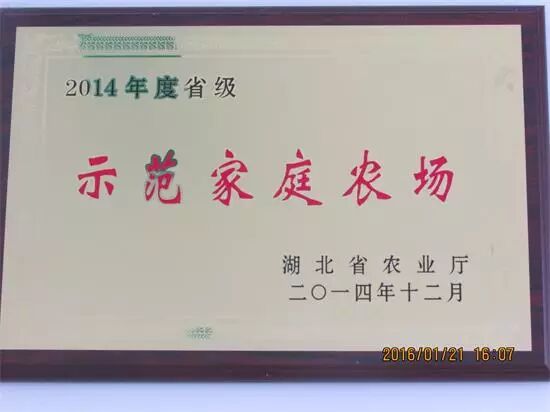 2014年度省级
示范家庭农场
湖北省农业厅
二〇一四年十二月
2016/01/21 16:07